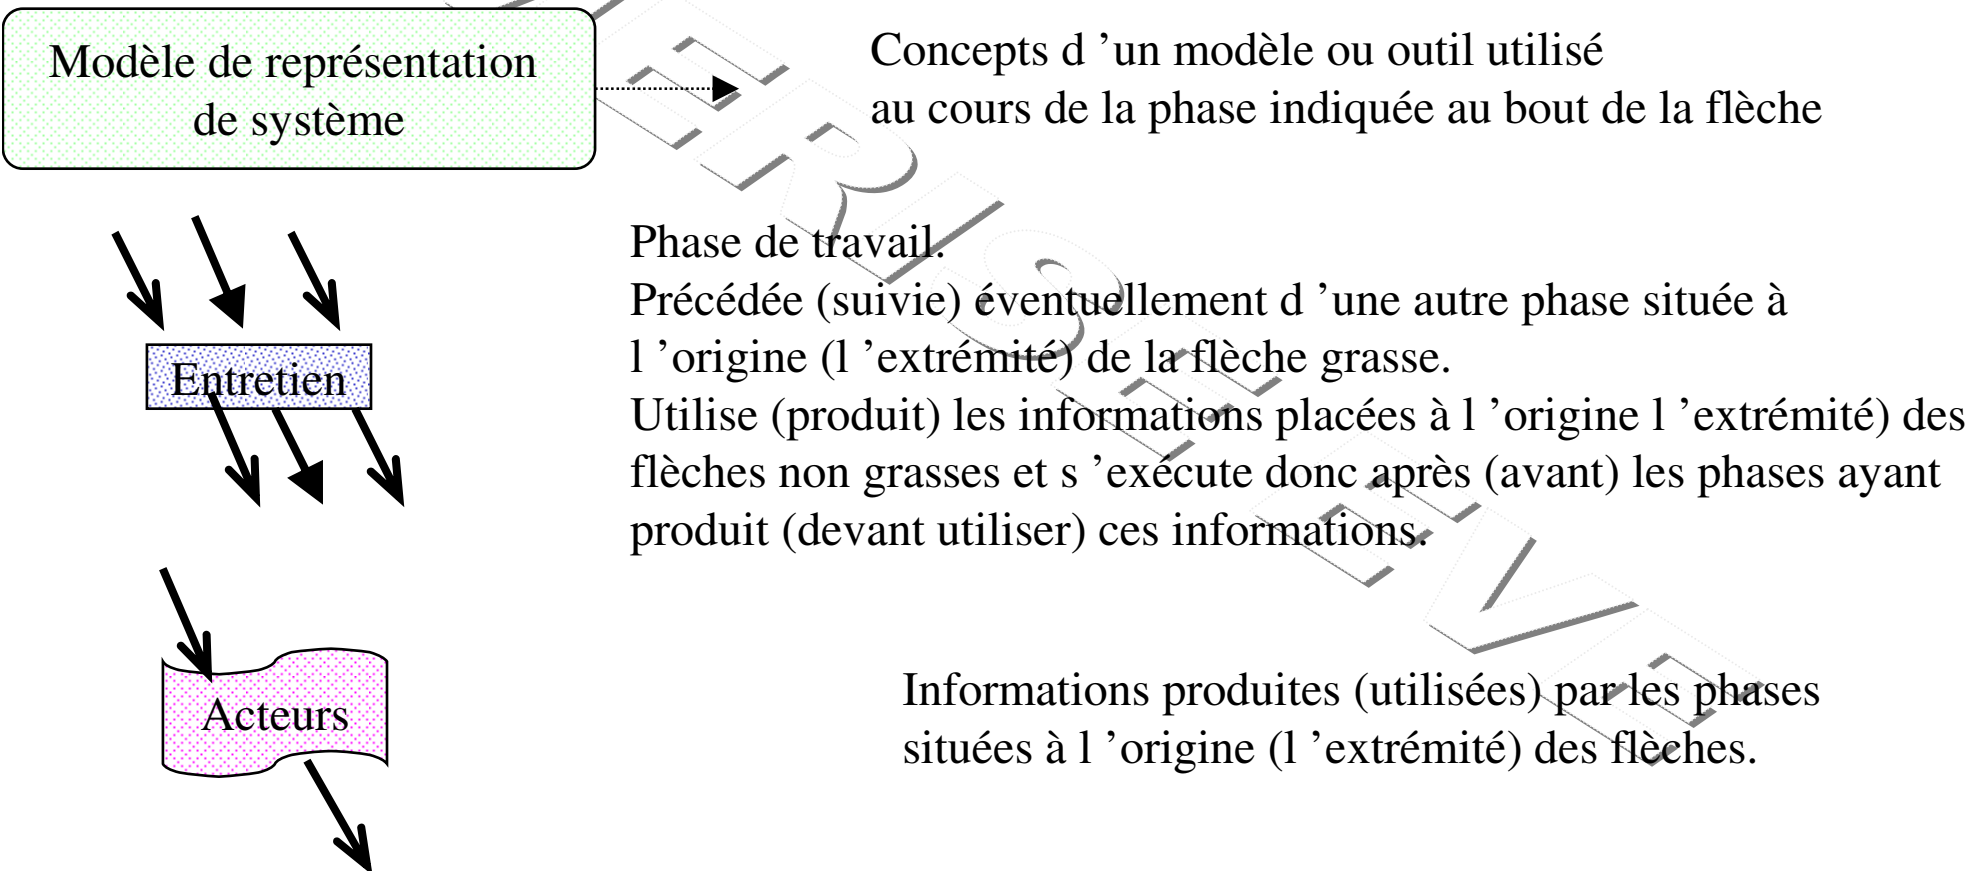 Modèle de représentation
de système
Concepts d ’un modèle ou outil utilisé
au cours de la phase indiquée au bout de la flèche
Phase de travail.
Précédée (suivie) éventuellement d ’une autre phase située à
l ’origine (l ’extrémité) de la flèche grasse.
Utilise (produit) les informations placées à l ’origine l ’extrémité) des
flèches non grasses et s ’exécute donc après (avant) les phases ayant
produit (devant utiliser) ces informations.
Entretien
Acteurs
Informations produites (utilisées) par les phases
situées à l ’origine (l ’extrémité) des flèches.
ERISE EVE